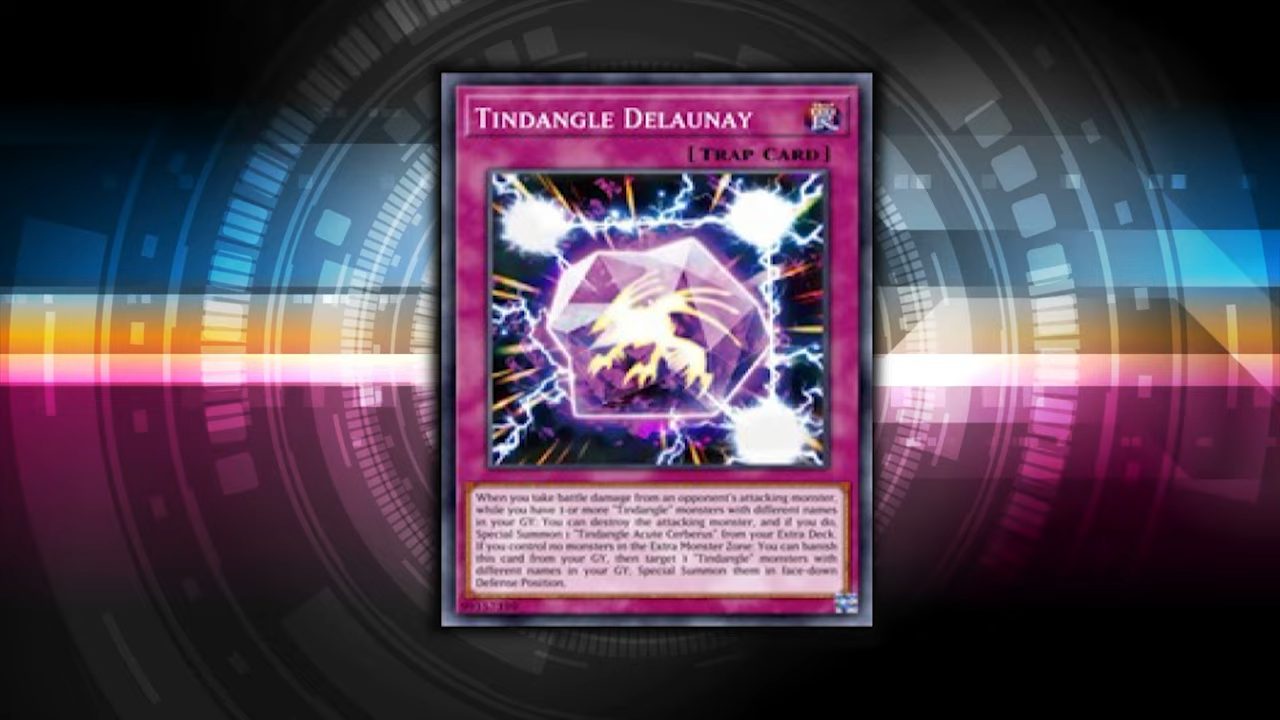 TINDANGLE DELAUNAY
[ TRAP CARD ]
When you take battle damage from an opponent's attacking monster,
while you have 3 or more "Tindangle" monsters with different names
in your GY: You can destroy the attacking monster, and if you do,
Special Summon 1 "Tindangle Acute Cerberus" from your Extra Deck.
If you control no monsters in the Extra Monster Zone: You can banish
this card from your GY, then target 3 "Tindangle" monsters with
different names in your GY; Special Summon them in face-down
Defense Position.